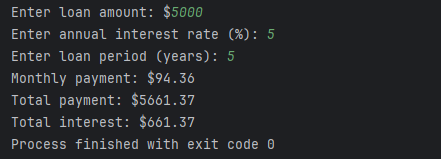 Enter loan amount: $5000
Enter annual interest rate (%): 5
Enter loan period (years): 5
Monthly payment: $94.36
Total payment: $5661.37
Total interest: $661.37
Process finished with exit code 0